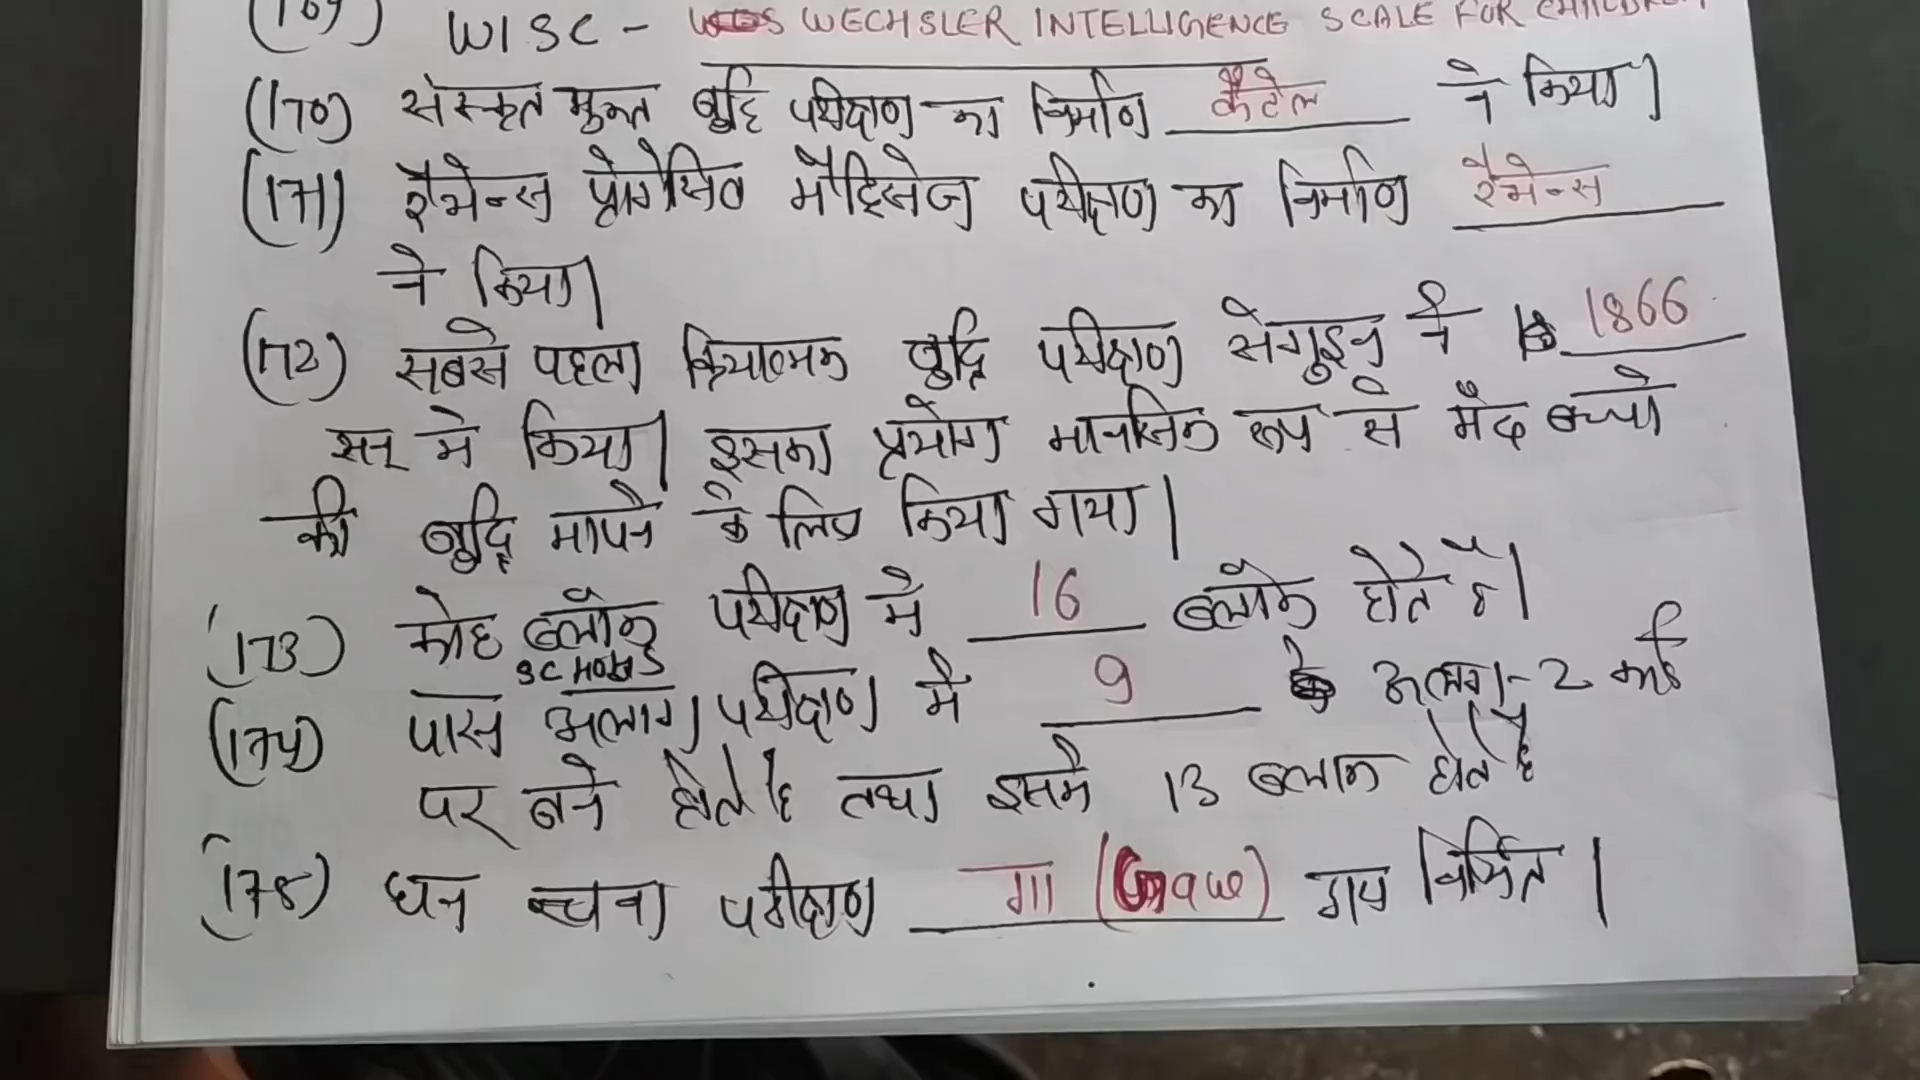 (169) WISC - WECHSLER INTELLIGENCE SCALE FOR CHILDREN
(170) संस्कृत मुक्त बुद्धि परीक्षण का निर्माण कैटेल ने किया।
(171) रैभेन्स प्रोग्रेसिव मैट्रिसेज परीक्षण का निर्माण रैभेन्स
ने किया।
(172) सबसे पहला क्रियात्मक बुद्धि परीक्षण सेगुइन ने 1866
सन् मे किया। इसका प्रयोग मानसिक रूप से मंद बच्चो
की बुद्धि मापने के लिए किया गया।
(173) कोह ब्लॉक परीक्षण मे 16 ब्लॉक होते है।
(174) पास अलाग परीक्षण मे 9 अलग-2 कार्ड
पर बने होते है तथा इसमे 13 ब्लाक होते है
(175) घन रचना परीक्षण गा (Gaw) निर्मित।